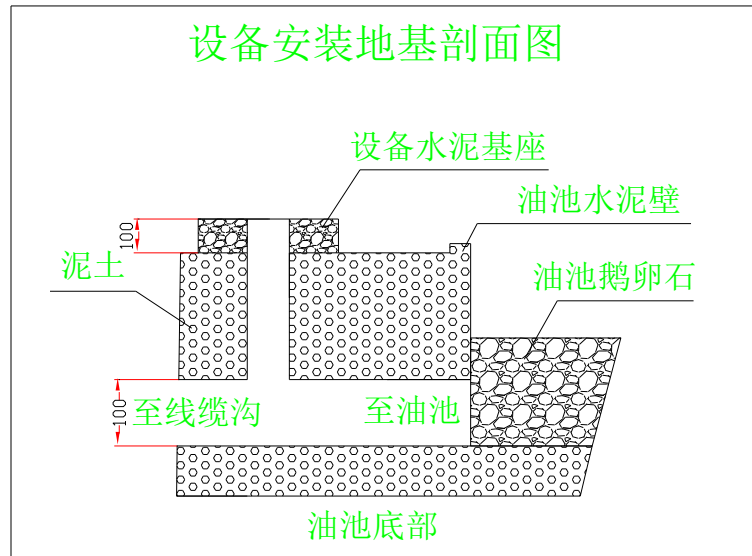 设备安装地基剖面图
设备水泥基座
油池水泥壁
100
泥土
油池鹅卵石
100
至线缆沟
至油池
油池底部